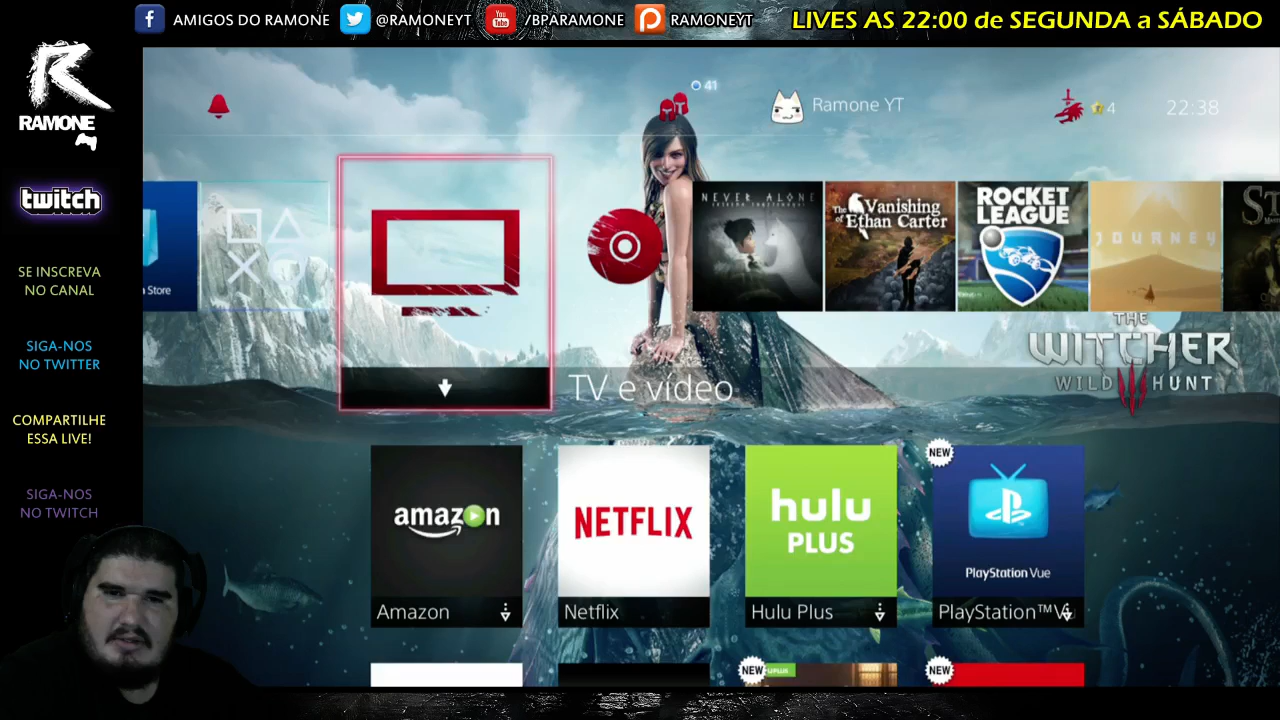 AMIGOS DO RAMONE
@RAMONEYT
You Tube
/BPARAMONE
RAMONEYT
LIVES AS 22:00 de SEGUNDA a SÁBADO
R
RAMONE
twitch
SE INSCREVA
NO CANAL
SIGA-NOS
NO TWITTER
COMPARTILHE
ESSA LIVE!
SIGA-NOS
NO TWITCH
41
Ramone YT
4
22:38
Store
NEVER ALONE
The Vanishing
of Ethan Carter
ROCKET
LEAGUE
JOURNEY
THE
WITCHER
WILD HUNT
TV e vídeo
amazon
Amazon
NETFLIX
Netflix
hulu
PLUS
Hulu Plus
NEW
PlayStation Vue
PlayStation™Vu
NEW
NEW